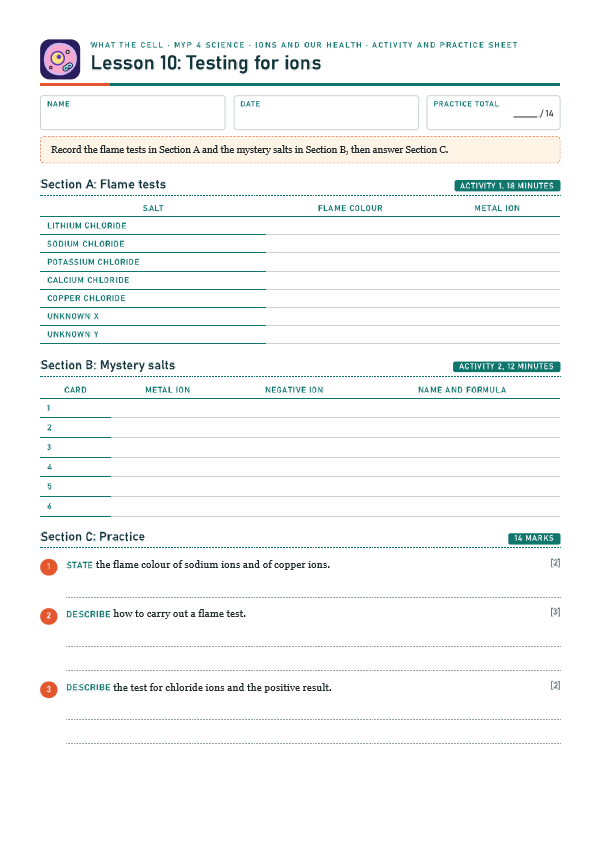 WHAT THE CELL · MYP 4 SCIENCE · IONS AND OUR HEALTH · ACTIVITY AND PRACTICE SHEET
Lesson 10: Testing for ions
NAME
DATE
PRACTICE TOTAL
_____ / 14
Record the flame tests in Section A and the mystery salts in Section B, then answer Section C.
Section A: Flame tests
ACTIVITY 1, 18 MINUTES
SALT FLAME COLOUR METAL ION
LITHIUM CHLORIDE
SODIUM CHLORIDE
POTASSIUM CHLORIDE
CALCIUM CHLORIDE
COPPER CHLORIDE
UNKNOWN X
UNKNOWN Y
Section B: Mystery salts
ACTIVITY 2, 12 MINUTES
CARD METAL ION NEGATIVE ION NAME AND FORMULA
1
2
3
4
5
6
Section C: Practice
14 MARKS
1 STATE the flame colour of sodium ions and of copper ions. [2]
2 DESCRIBE how to carry out a flame test. [3]
3 DESCRIBE the test for chloride ions and the positive result. [2]